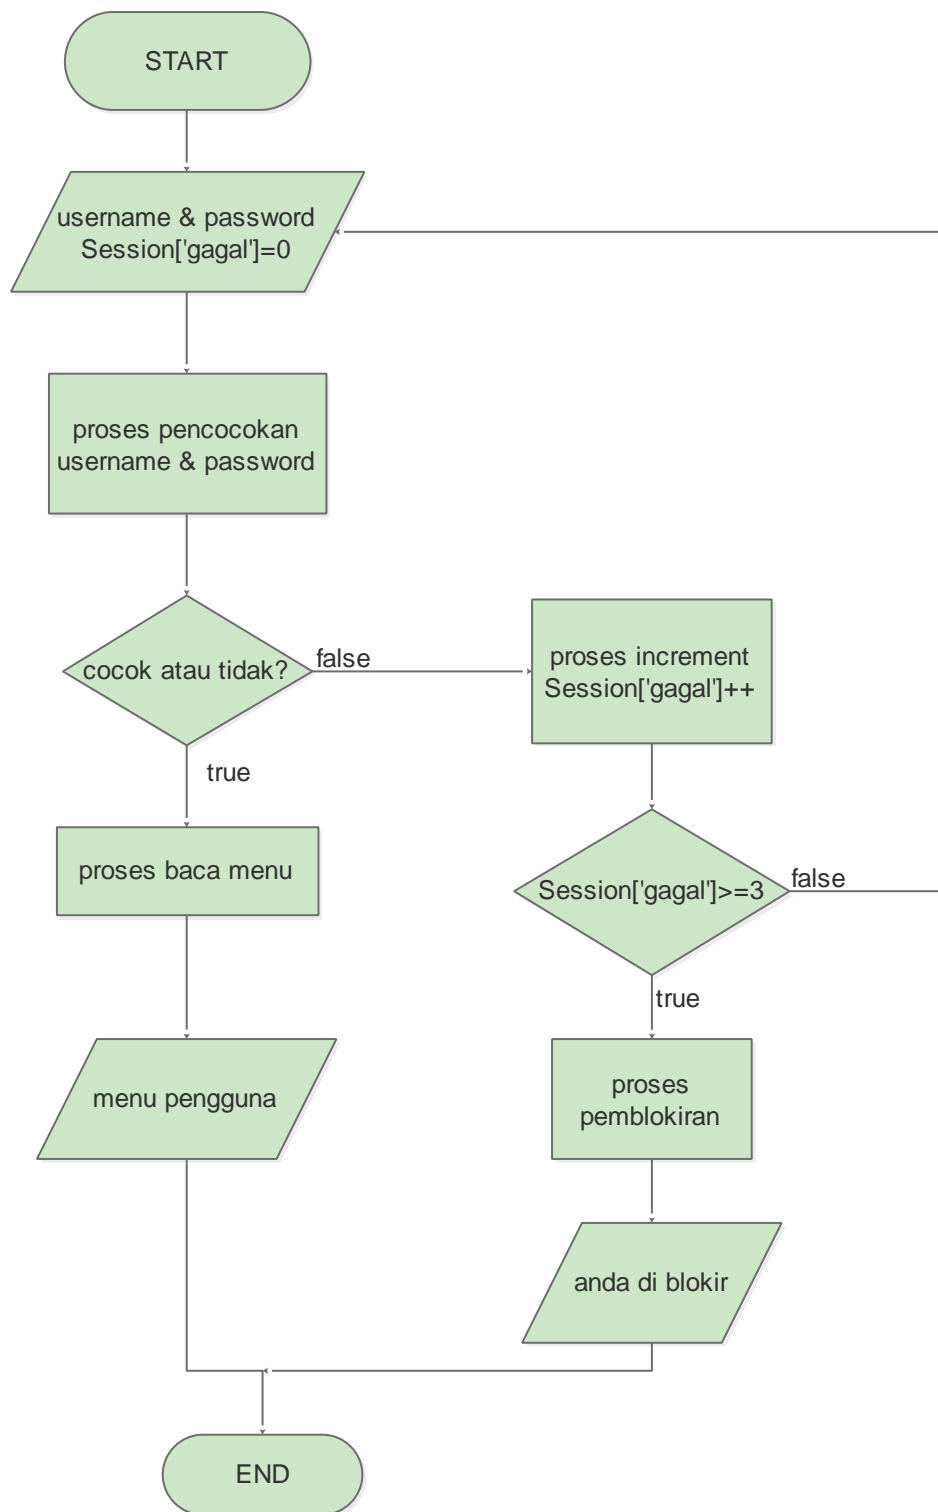 START
username & password
Session['gagal']=0
proses pencocokan
username & password
cocok atau tidak?
false
proses increment
Session['gagal']++
true
proses baca menu
Session['gagal']>=3
false
true
menu pengguna
proses
pemblokiran
anda di blokir
END